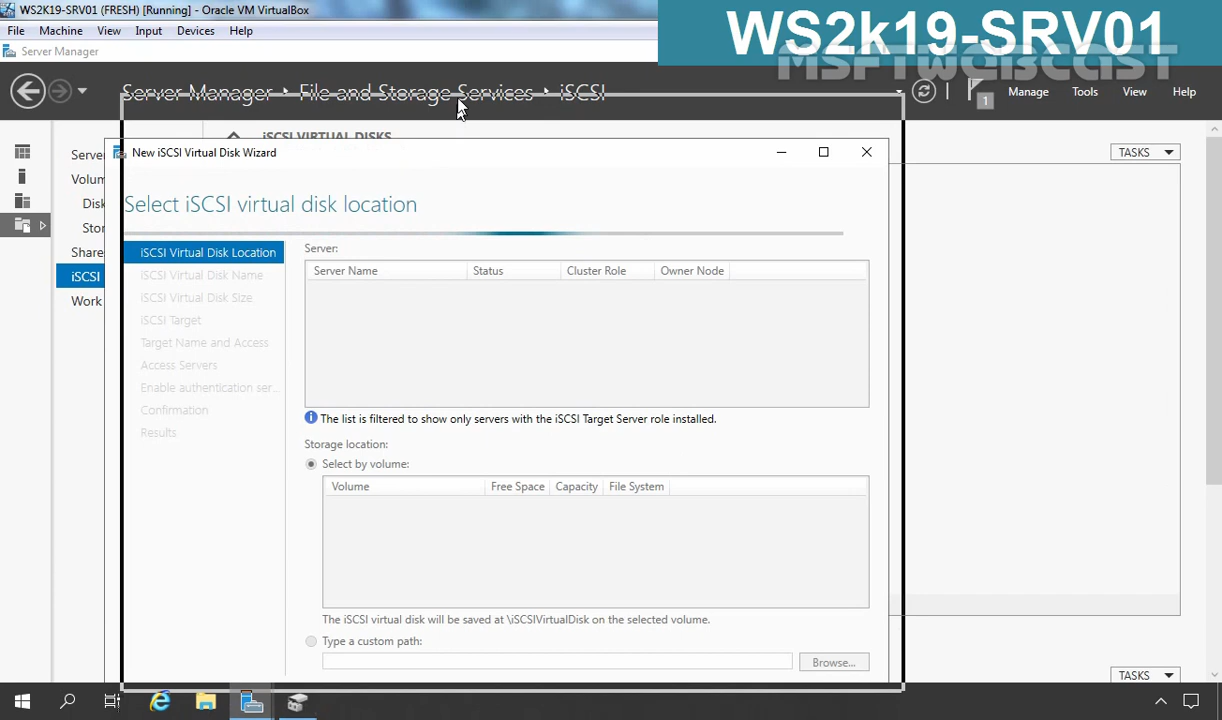 WS2K19-SRV01 (FRESH) [Running] - Oracle VM VirtualBox
WS2k19-SRV01
MSFTWEBCAST
File Machine View Input Devices Help
Server Manager
Server Manager File and Storage Services iSCSI
1 Manage Tools View Help
iSCSI VIRTUAL DISKS
TASKS
Server
New iSCSI Virtual Disk Wizard
Select iSCSI virtual disk location
iSCSI Virtual Disk Location
iSCSI Virtual Disk Name
iSCSI Virtual Disk Size
iSCSI Target
Target Name and Access
Access Servers
Enable authentication ser...
Confirmation
Results
Server:
Server Name Status Cluster Role Owner Node
The list is filtered to show only servers with the iSCSI Target Server role installed.
Storage location:
Select by volume:
Volume Free Space Capacity File System
The iSCSI virtual disk will be saved at \iSCSIVirtualDisk on the selected volume.
Type a custom path:
Browse...
Volum
Disk
Stor
Share
iSCSI
Work
TASKS